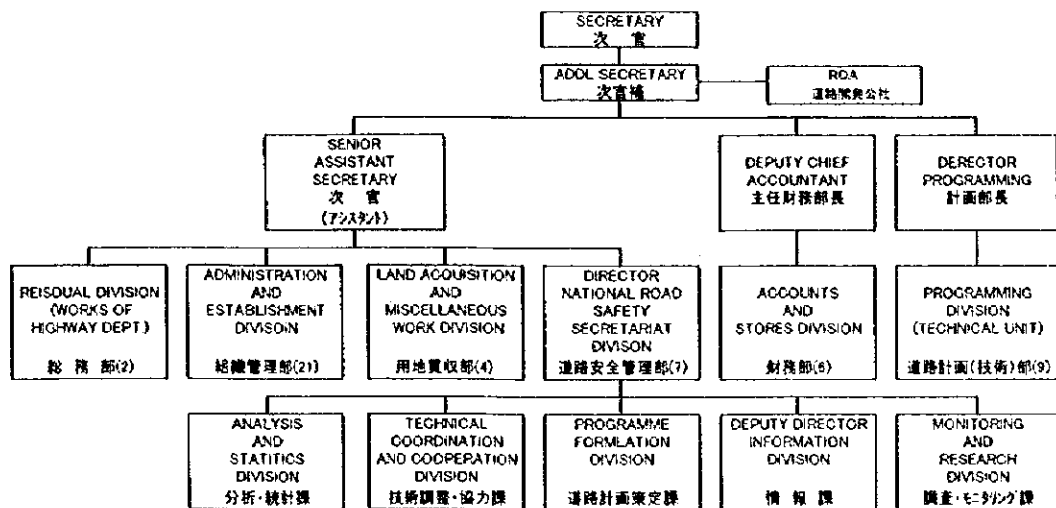 SECRETARY
次 官
ADDL SECRETARY
次官補
RDA
道路開発公社
SENIOR
ASSISTANT
SECRETARY
次 官
(アシスタント)
DEPUTY CHIEF
ACCOUNTANT
主任財務部長
DERECTOR
PROGRAMMING
計画部長
REISOUAL DIVISION
(WORKS OF
HIGHWAY DEPT.)
総 務 部(2)
ADMINISTRATION
AND
ESTABLISHMENT
DIVISOiN
組織管理部(21)
LAND ACQUISITION
AND
MISCELLANEOUS
WORK DIVISION
用地買収部(4)
DIRECTOR
NATIONAL ROAD
SAFETY
SECRETARIAT
DIVISON
道路安全管理部(7)
ACCOUNTS
AND
STORES DIVISION
財務部(6)
PROGRAMMING
DIVISION
(TECHNICAL UNIT)
道路計画(技術)部(9)
ANALYSIS
AND
STATITICS
DIVISION
分析・統計課
TECHNICAL
COORDINATION
AND COOPERATION
DIVISION
技術調整・協力課
PROGRAMME
FORMLATION
DIVISION
道路計画策定課
DEPUTY DIRECTOR
INFORMATION
DIVISION
情 報 課
MONITORING
AND
RESEARCH
DIVISION
調査・モニタリング課